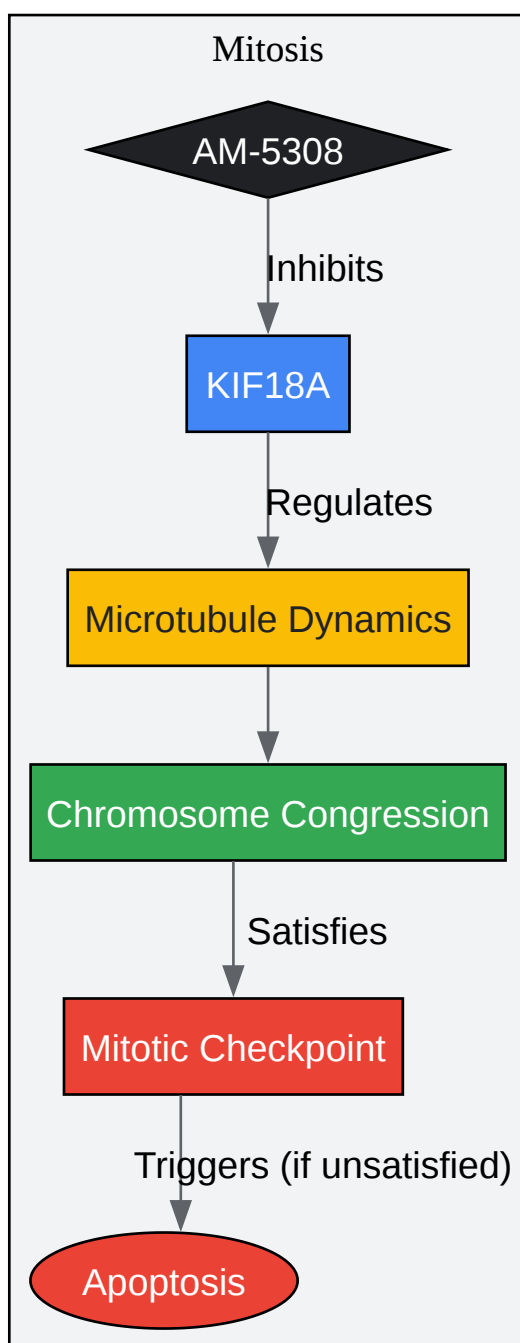 Mitosis
AM-5308
Inhibits
KIF18A
Regulates
Microtubule Dynamics
Chromosome Congression
Satisfies
Mitotic Checkpoint
Triggers (if unsatisfied)
Apoptosis